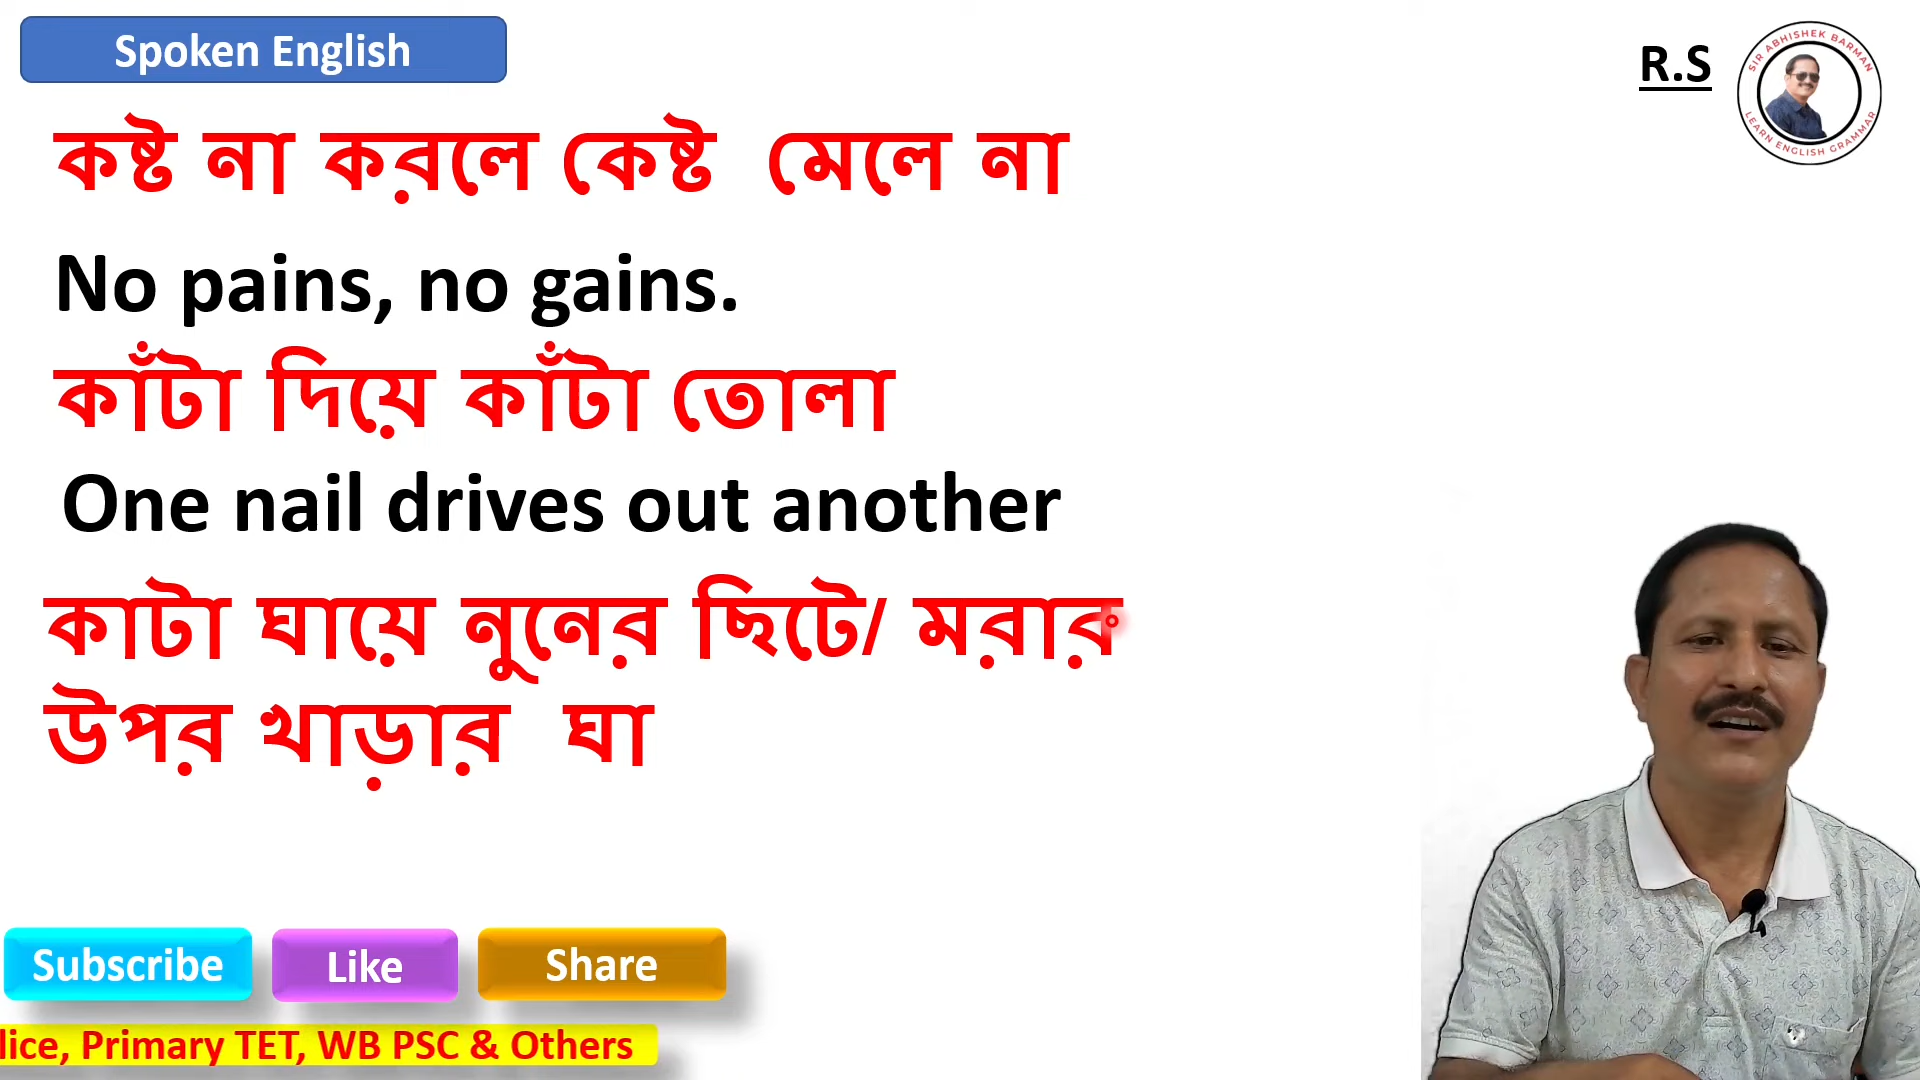 Spoken English
R.S
SIR ABHISHEK BARMAN
LEARN ENGLISH GRAMMAR
কষ্ট না করলে কেষ্ট মেলে না
No pains, no gains.
কাঁটা দিয়ে কাঁটা তোলা
One nail drives out another
কাটা ঘায়ে নুনের ছিটে/ মরার
উপর খাড়ার ঘা
Subscribe
Like
Share
lice, Primary TET, WB PSC & Others